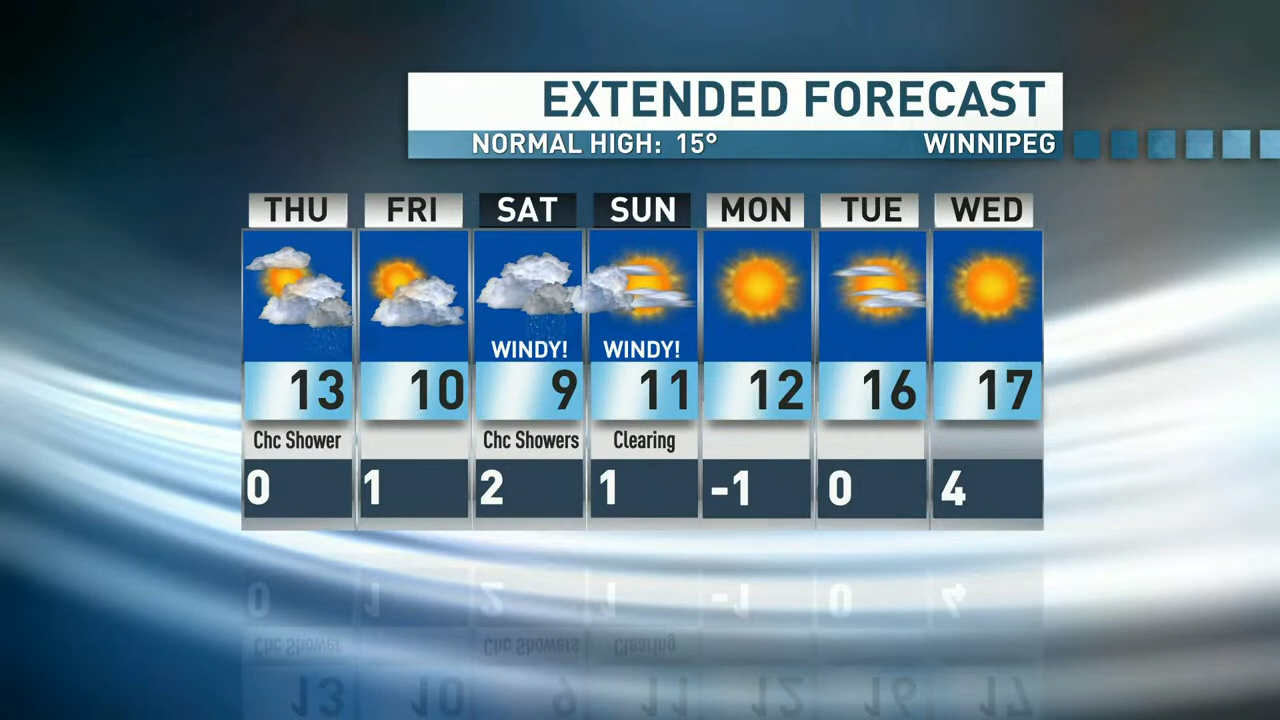 EXTENDED FORECAST
NORMAL HIGH: 15° WINNIPEG
THU FRI SAT SUN MON TUE WED
WINDY! WINDY!
13 10 9 11 12 16 17
Chc Shower Chc Showers Clearing
0 1 2 1 -1 0 4